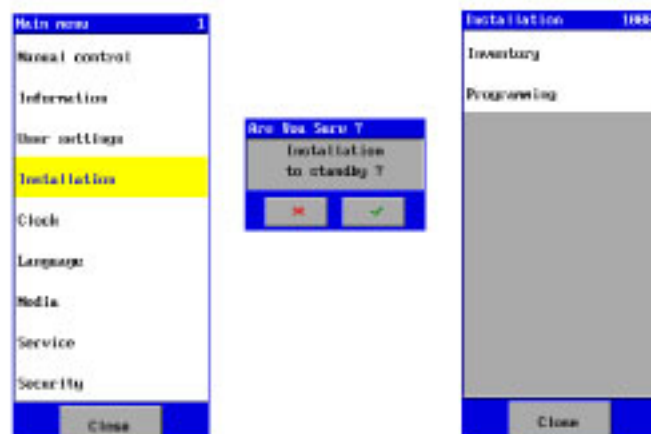 Main menu 1
Manual control
Information
User settings
Installation
Clock
Language
Media
Service
Security
Close
Are You Sure ?
Installation
to standby ?
Installation 1000
Inventory
Programming
Close